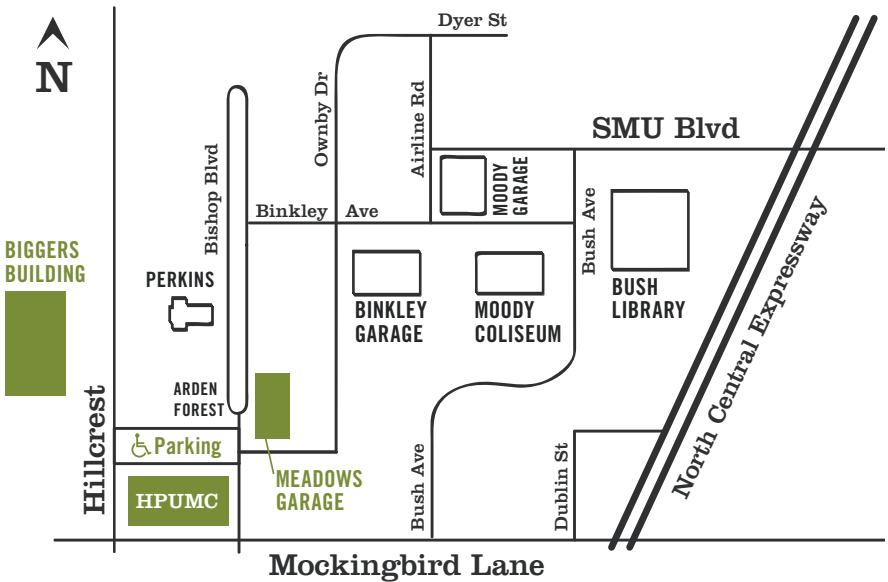 Dyer St
N
Ownby Dr
Airline Rd
SMU Blvd
Bishop Blvd
MOODY
GARAGE
Binkley Ave
Bush Ave
BIGGERS
BUILDING
PERKINS
BINKLEY
GARAGE
MOODY
COLISEUM
BUSH
LIBRARY
North Central Expressway
ARDEN
FOREST
Hillcrest
Parking
MEADOWS
GARAGE
HPUMC
Bush Ave
Dublin St
Mockingbird Lane